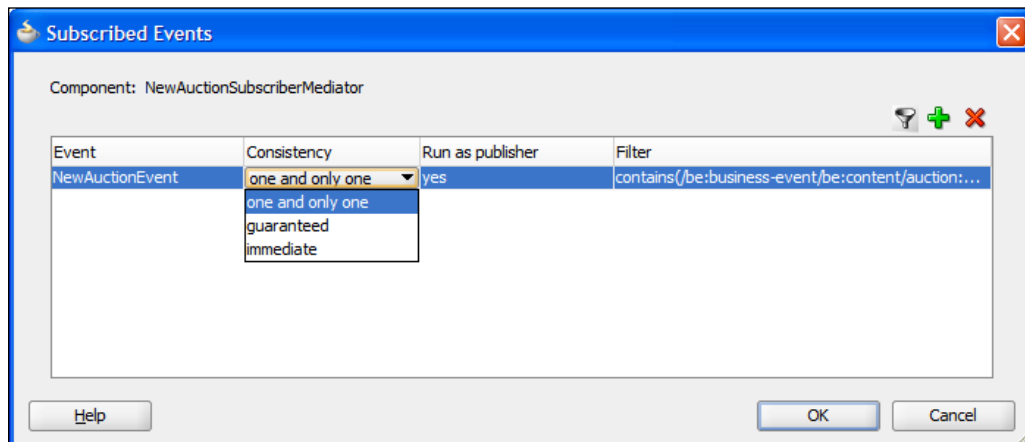 Subscribed Events
Component: NewAuctionSubscriberMediator
Event Consistency Run as publisher Filter
NewAuctionEvent one and only one yes contains(/be:business-event/be:content/auction:...
one and only one
guaranteed
immediate
Help OK Cancel